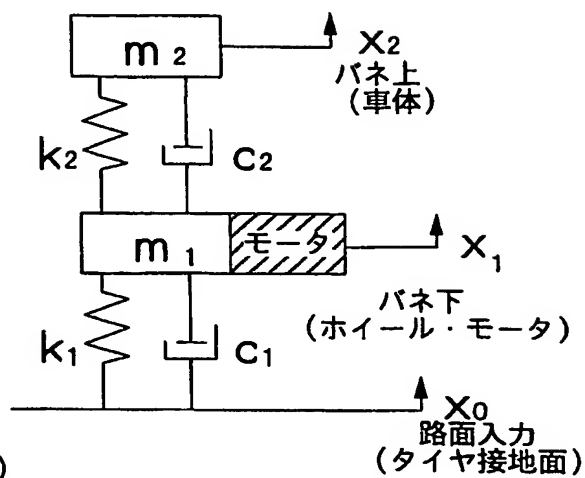 m2
X2
バネ上
(車体)
k2
C2
m1
モータ
X1
バネ下
(ホイール・モータ)
k1
C1
X0
路面入力
(タイヤ接地面)
)